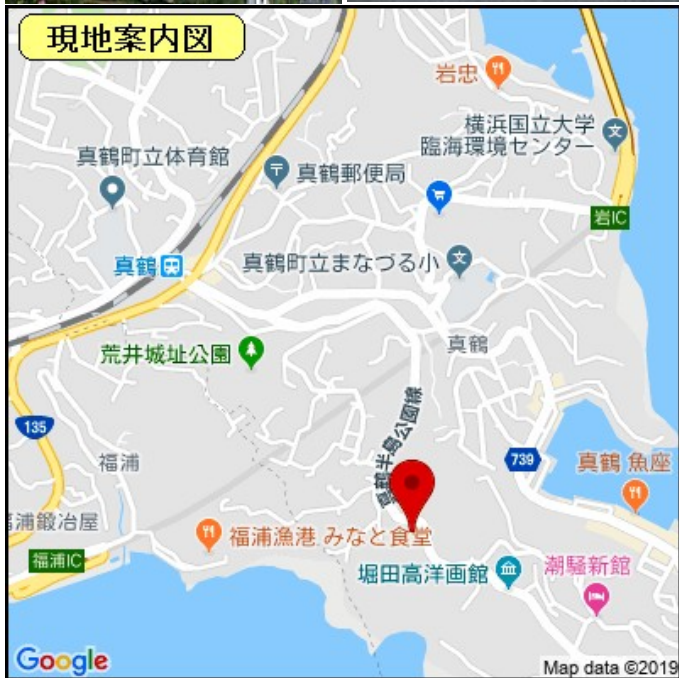 現地案内図
岩忠
横浜国立大学
臨海環境センター
真鶴町立体育館
真鶴郵便局
岩IC
真鶴
真鶴町立まなづる小
真鶴
荒井城址公園
真鶴半島公園線
135
739
福浦
真鶴 魚座
福浦鍛冶屋
福浦漁港 みなと食堂
福浦IC
堀田高洋画館
潮騒新館
Google
Map data ©2019